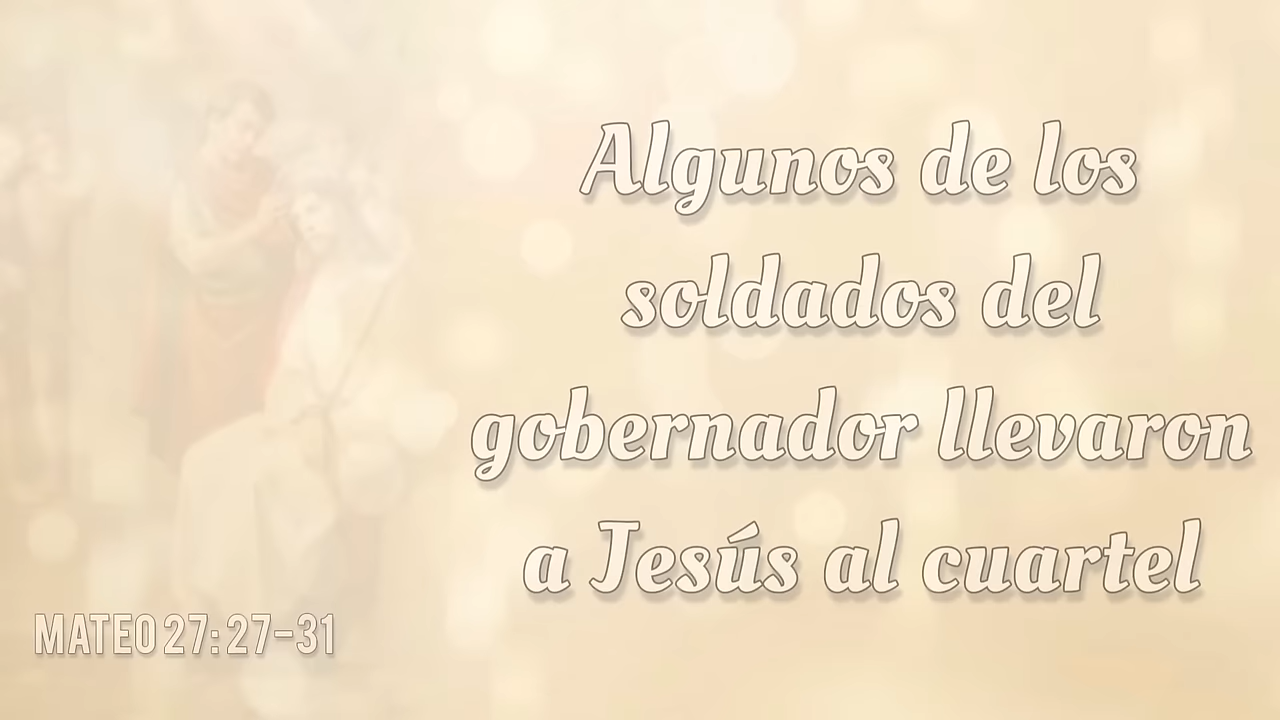 Algunos de los
soldados del
gobernador llevaron
a Jesús al cuartel
MATEO 27:27-31